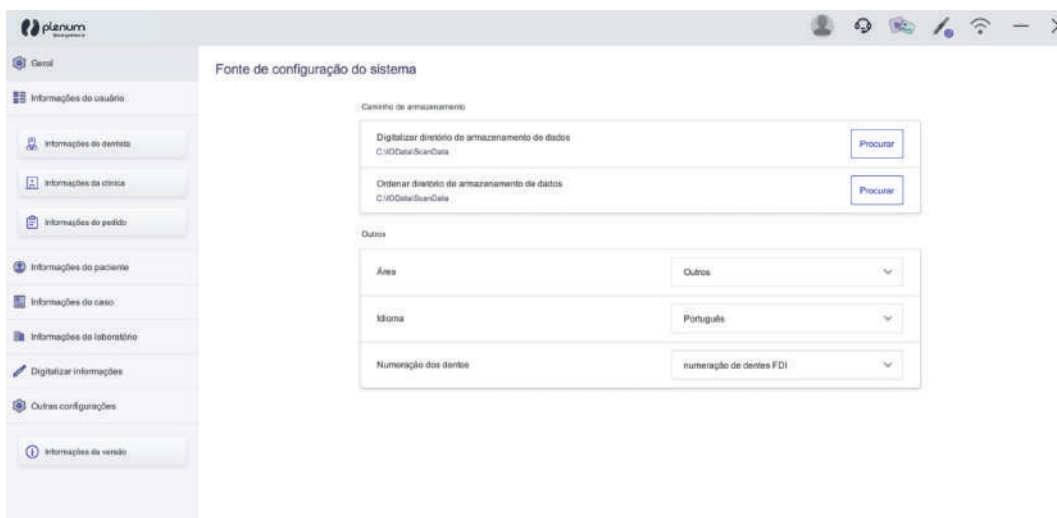 plenum
Geral
Informações do usuário
Informações do dentista
Informações da clínica
Informações do pedido
Informações do paciente
Informações do caso
Informações do laboratório
Digitalizar informações
Outras configurações
Informações da versão
Fonte de configuração do sistema
Caminho de armazenamento
Digitalizar diretório de armazenamento de dados
C:\IOData\ScanData
Procurar
Ordenar diretório de armazenamento de dados
C:\IOData\ScanData
Procurar
Outros
Área
Outros
Idioma
Português
Numeração dos dentes
numeração de dentes FDI